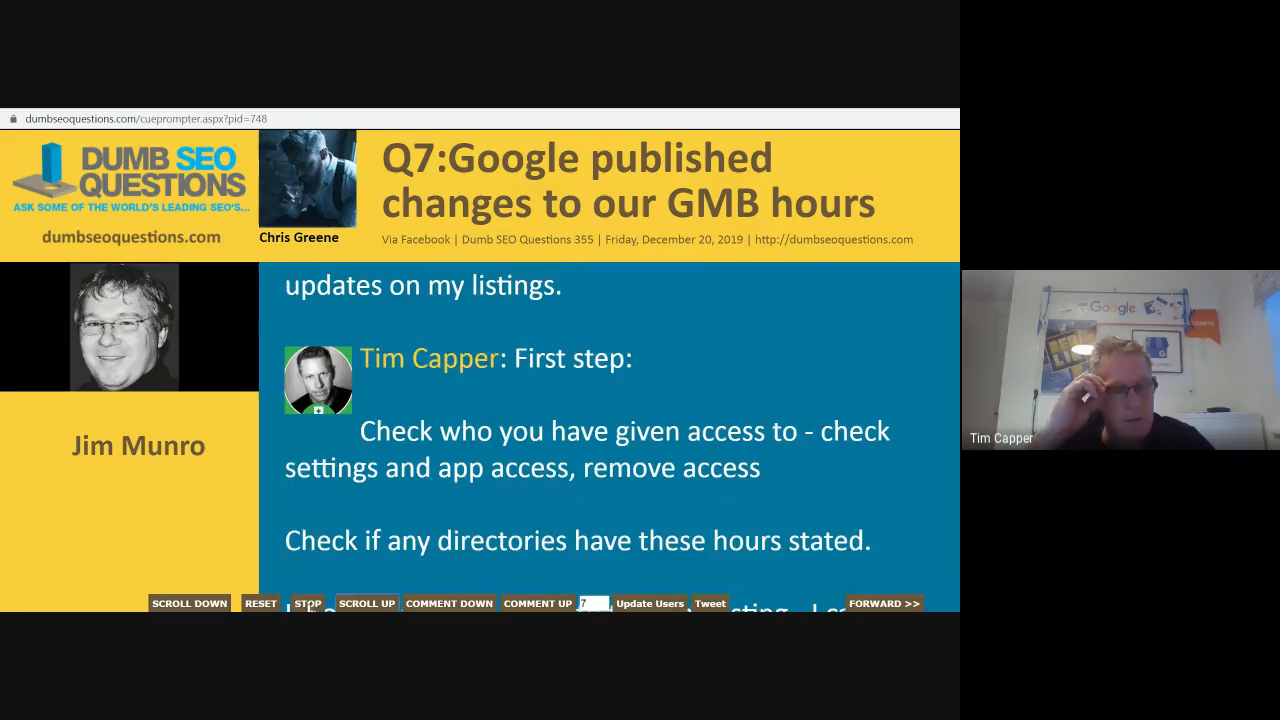 dumbseoquestions.com/cueprompter.aspx?pid=748
DUMB SEO
QUESTIONS
ASK SOME OF THE WORLD'S LEADING SEO'S...
dumbseoquestions.com
Chris Greene
Q7:Google published
changes to our GMB hours
Via Facebook | Dumb SEO Questions 355 | Friday, December 20, 2019 | http://dumbseoquestions.com
Jim Munro
updates on my listings.
Tim Capper: First step:
Check who you have given access to - check
settings and app access, remove access
Check if any directories have these hours stated.
SCROLL DOWN RESET STOP SCROLL UP COMMENT DOWN COMMENT UP 7 Update Users Tweet FORWARD >>
Google
Tim Capper